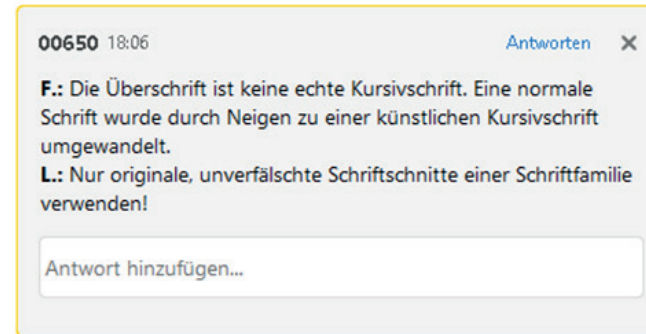 00650 18:06 Antworten ×
F.: Die Überschrift ist keine echte Kursivschrift. Eine normale
Schrift wurde durch Neigen zu einer künstlichen Kursivschrift
umgewandelt.
L.: Nur originale, unverfälschte Schriftschnitte einer Schriftfamilie
verwenden!
Antwort hinzufügen...